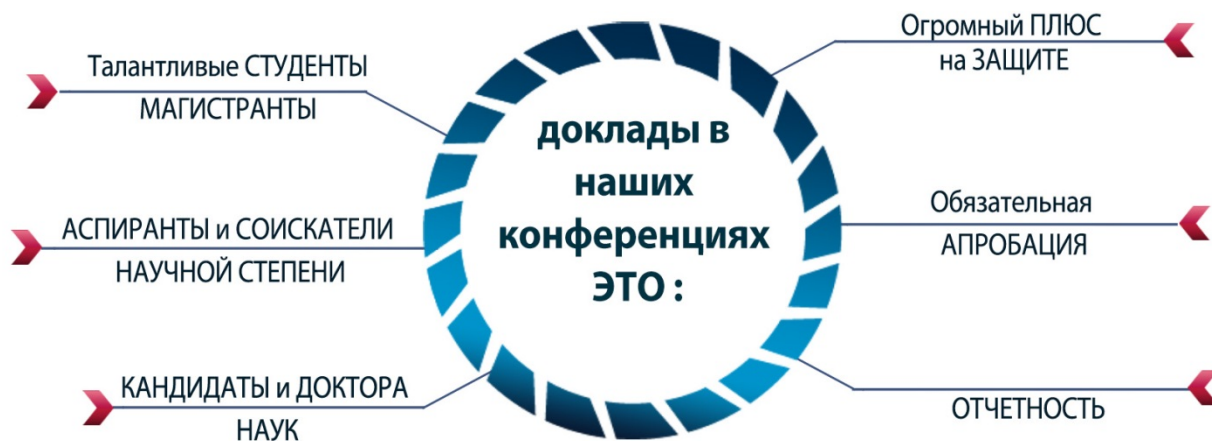 Талантливые СТУДЕНТЫ
МАГИСТРАНТЫ
АСПИРАНТЫ и СОИСКАТЕЛИ
НАУЧНОЙ СТЕПЕНИ
КАНДИДАТЫ и ДОКТОРА
НАУК
доклады в
наших
конференциях
ЭТО :
Огромный ПЛЮС
на ЗАЩИТЕ
Обязательная
АПРОБАЦИЯ
ОТЧЕТНОСТЬ